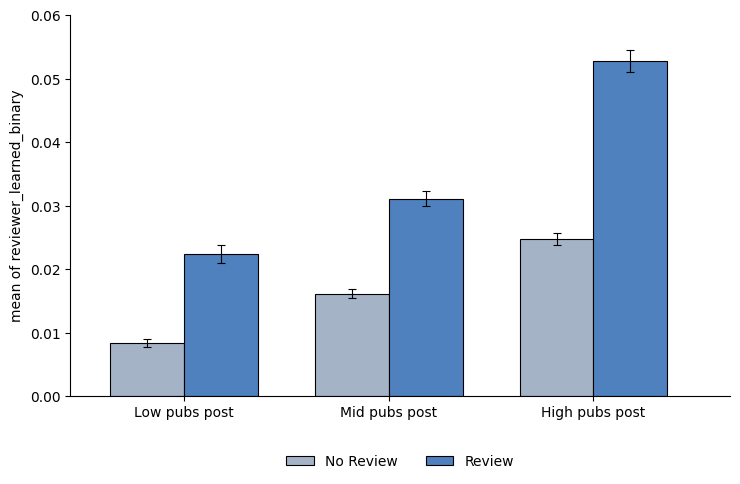 0.06
0.05
0.04
0.03
0.02
0.01
0.00
mean of reviewer_learned_binary
Low pubs post
Mid pubs post
High pubs post
No Review
Review